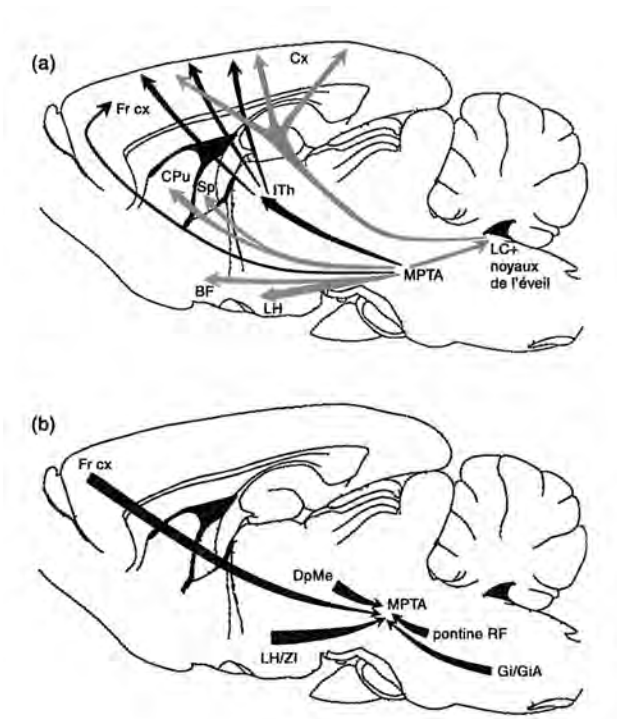 (a)
Cx
Fr cx
CPu
Sp
ITh
LC+
noyaux
de l'éveil
MPTA
BF
LH
(b)
Fr cx
DpMe
MPTA
pontine RF
LH/ZI
Gi/GiA